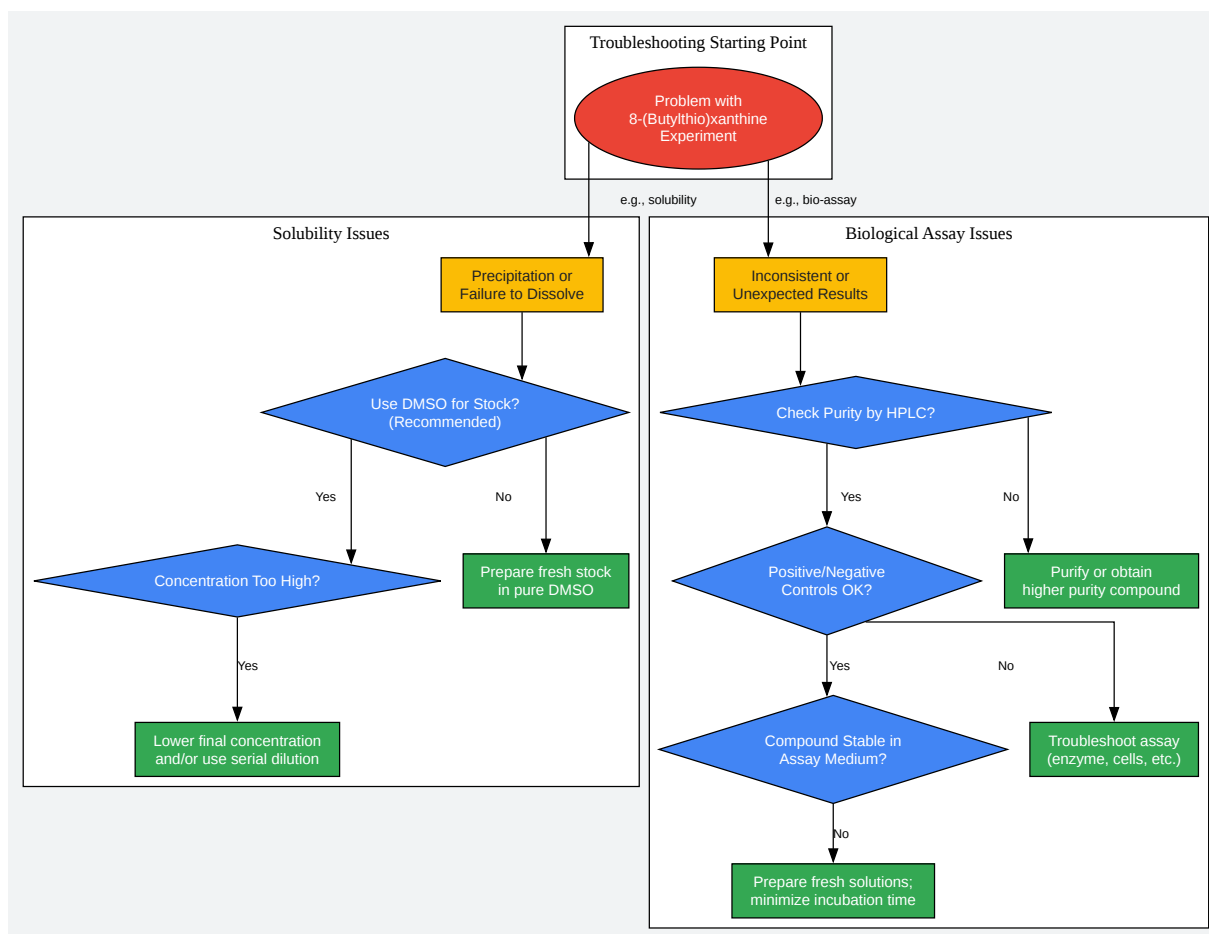 Troubleshooting Starting Point
Problem with
8-(Butylthio)xanthine
Experiment
e.g., solubility
e.g., bio-assay
Solubility Issues
Precipitation or
Failure to Dissolve
Use DMSO for Stock?
(Recommended)
Yes
No
Concentration Too High?
Prepare fresh stock
in pure DMSO
Yes
Lower final concentration
and/or use serial dilution
Biological Assay Issues
Inconsistent or
Unexpected Results
Check Purity by HPLC?
Yes
No
Positive/Negative
Controls OK?
Purify or obtain
higher purity compound
Yes
No
Compound Stable in
Assay Medium?
Troubleshoot assay
(enzyme, cells, etc.)
No
Prepare fresh solutions;
minimize incubation time